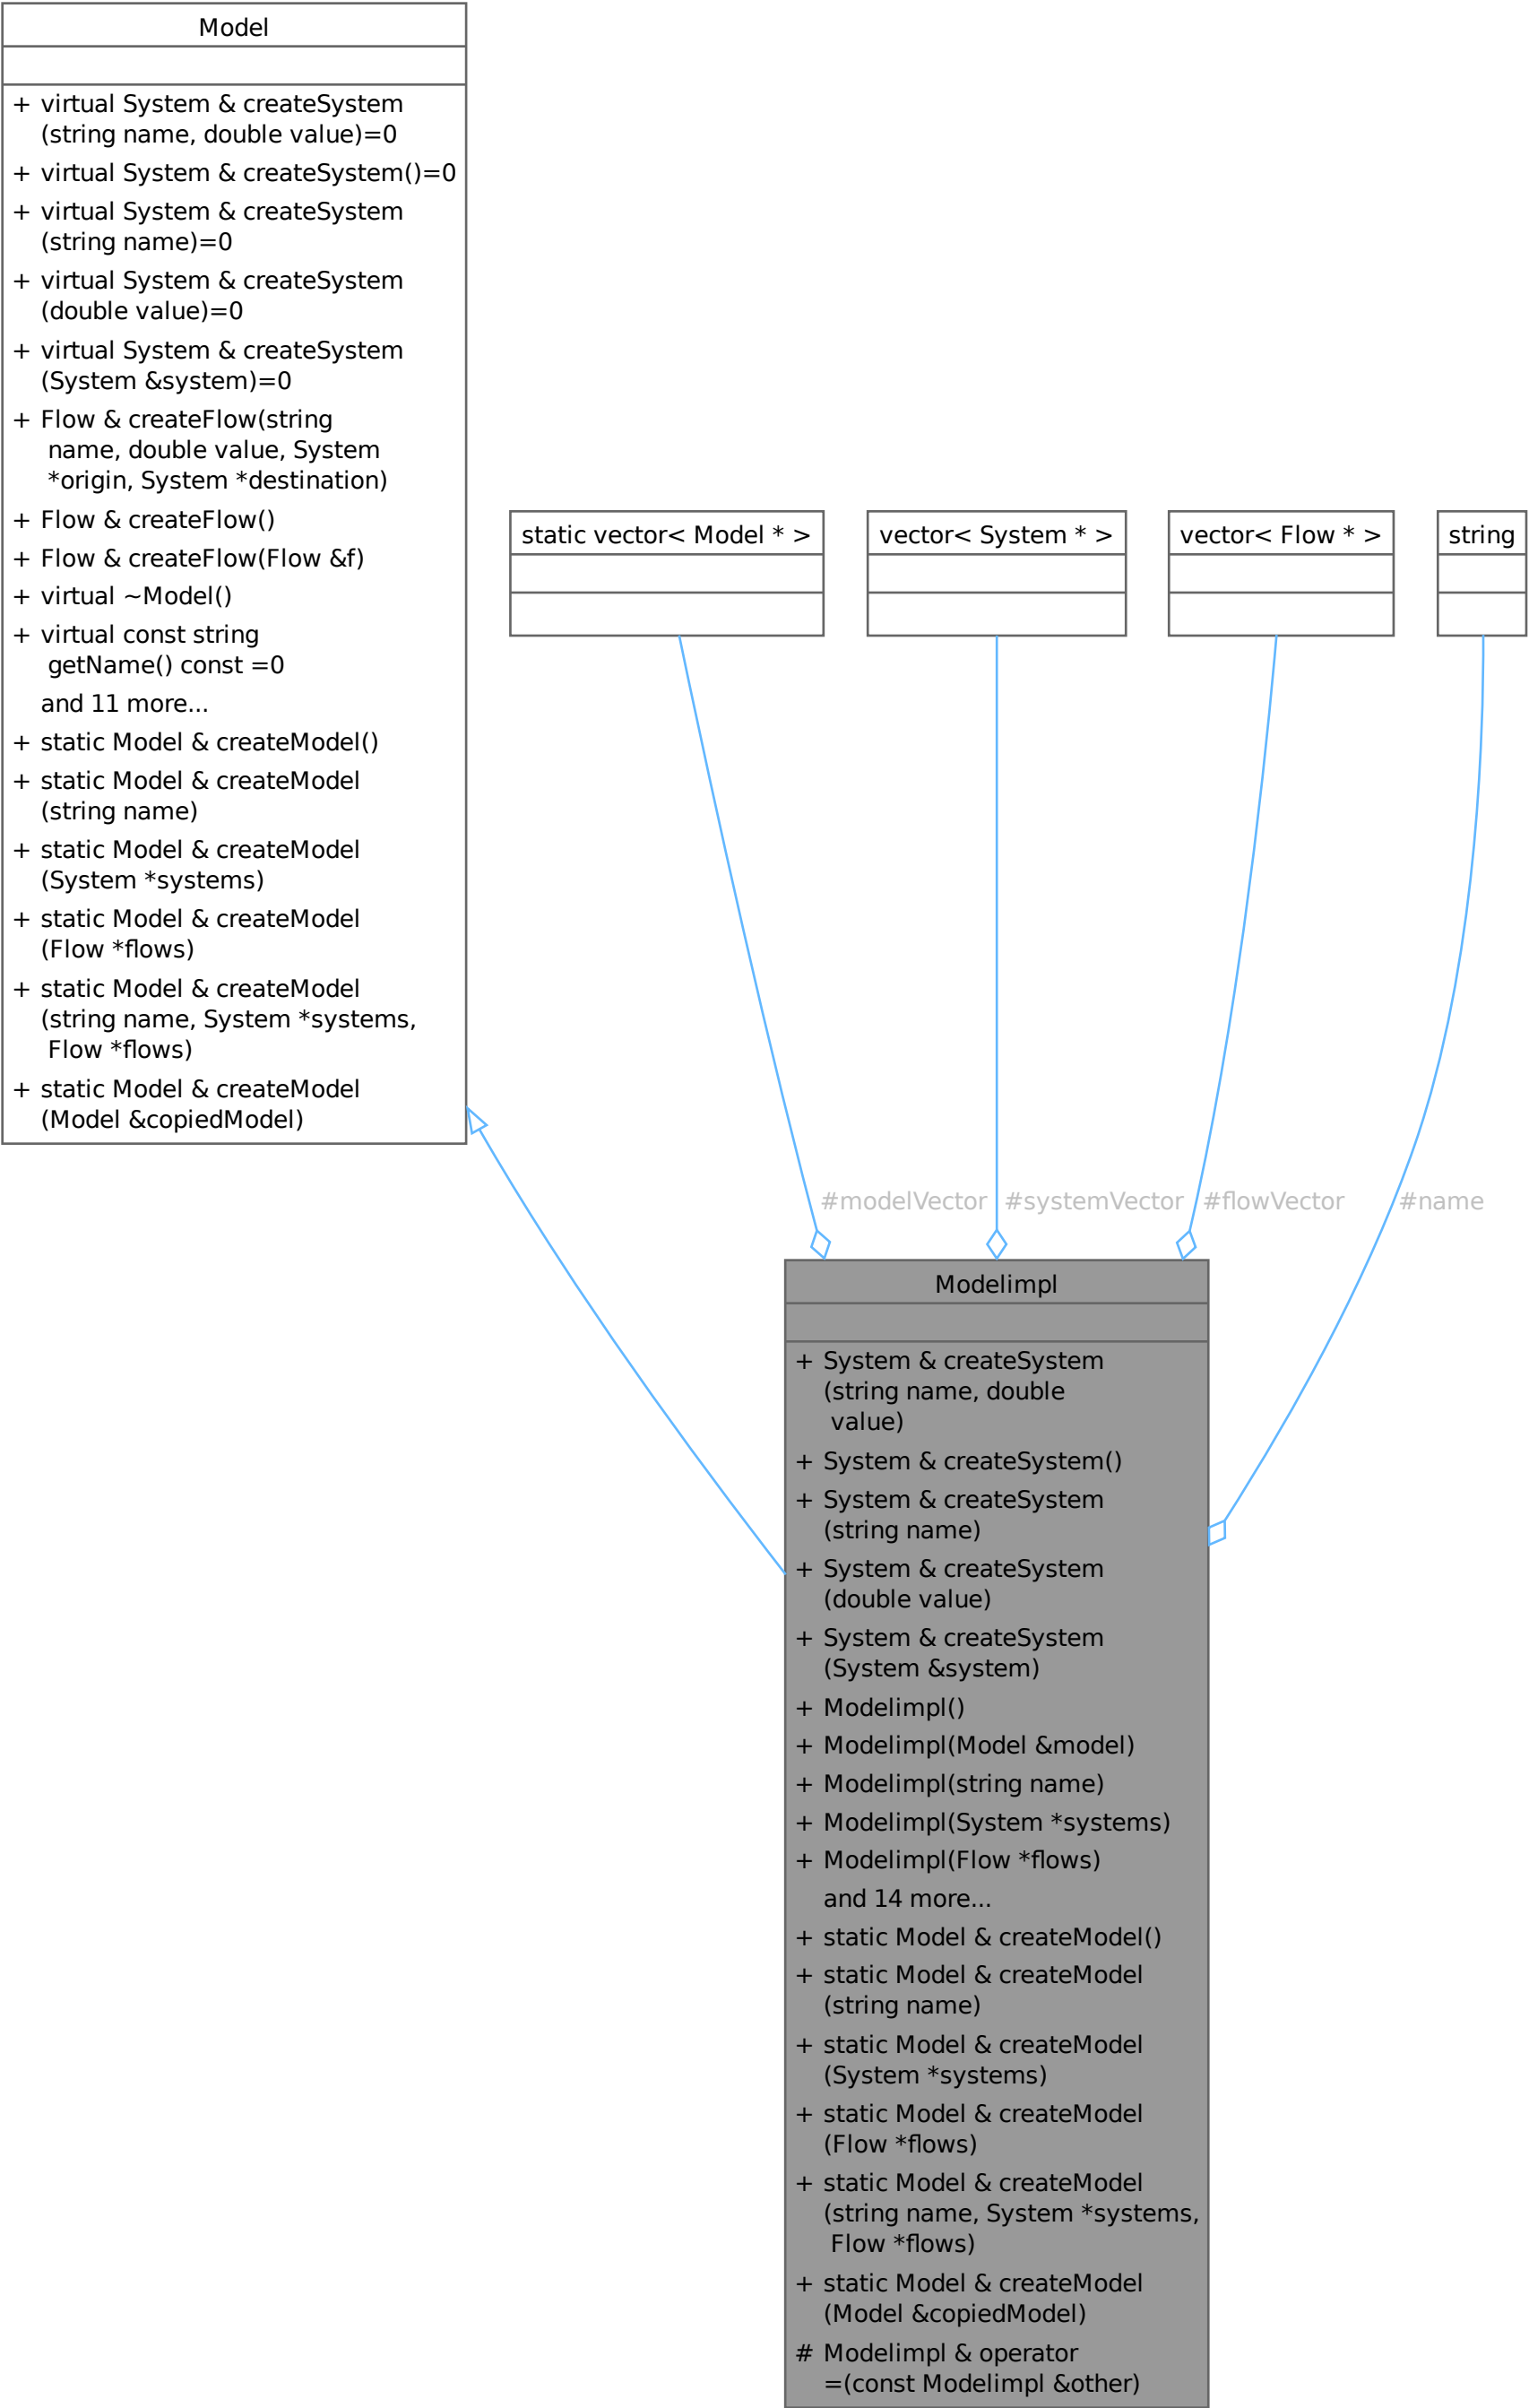 Model
+ virtual System & createSystem
(string name, double value)=0
+ virtual System & createSystem()=0
+ virtual System & createSystem
(string name)=0
+ virtual System & createSystem
(double value)=0
+ virtual System & createSystem
(System &system)=0
+ Flow & createFlow(string
name, double value, System
*origin, System *destination)
+ Flow & createFlow()
+ Flow & createFlow(Flow &f)
+ virtual ~Model()
+ virtual const string
getName() const =0
and 11 more...
+ static Model & createModel()
+ static Model & createModel
(string name)
+ static Model & createModel
(System *systems)
+ static Model & createModel
(Flow *flows)
+ static Model & createModel
(string name, System *systems,
Flow *flows)
+ static Model & createModel
(Model &copiedModel)
static vector< Model * >
vector< System * >
vector< Flow * >
string
#modelVector
#systemVector
#flowVector
#name
Modelimpl
+ System & createSystem
(string name, double
value)
+ System & createSystem()
+ System & createSystem
(string name)
+ System & createSystem
(double value)
+ System & createSystem
(System &system)
+ Modelimpl()
+ Modelimpl(Model &model)
+ Modelimpl(string name)
+ Modelimpl(System *systems)
+ Modelimpl(Flow *flows)
and 14 more...
+ static Model & createModel()
+ static Model & createModel
(string name)
+ static Model & createModel
(System *systems)
+ static Model & createModel
(Flow *flows)
+ static Model & createModel
(string name, System *systems,
Flow *flows)
+ static Model & createModel
(Model &copiedModel)
# Modelimpl & operator
=(const Modelimpl &other)